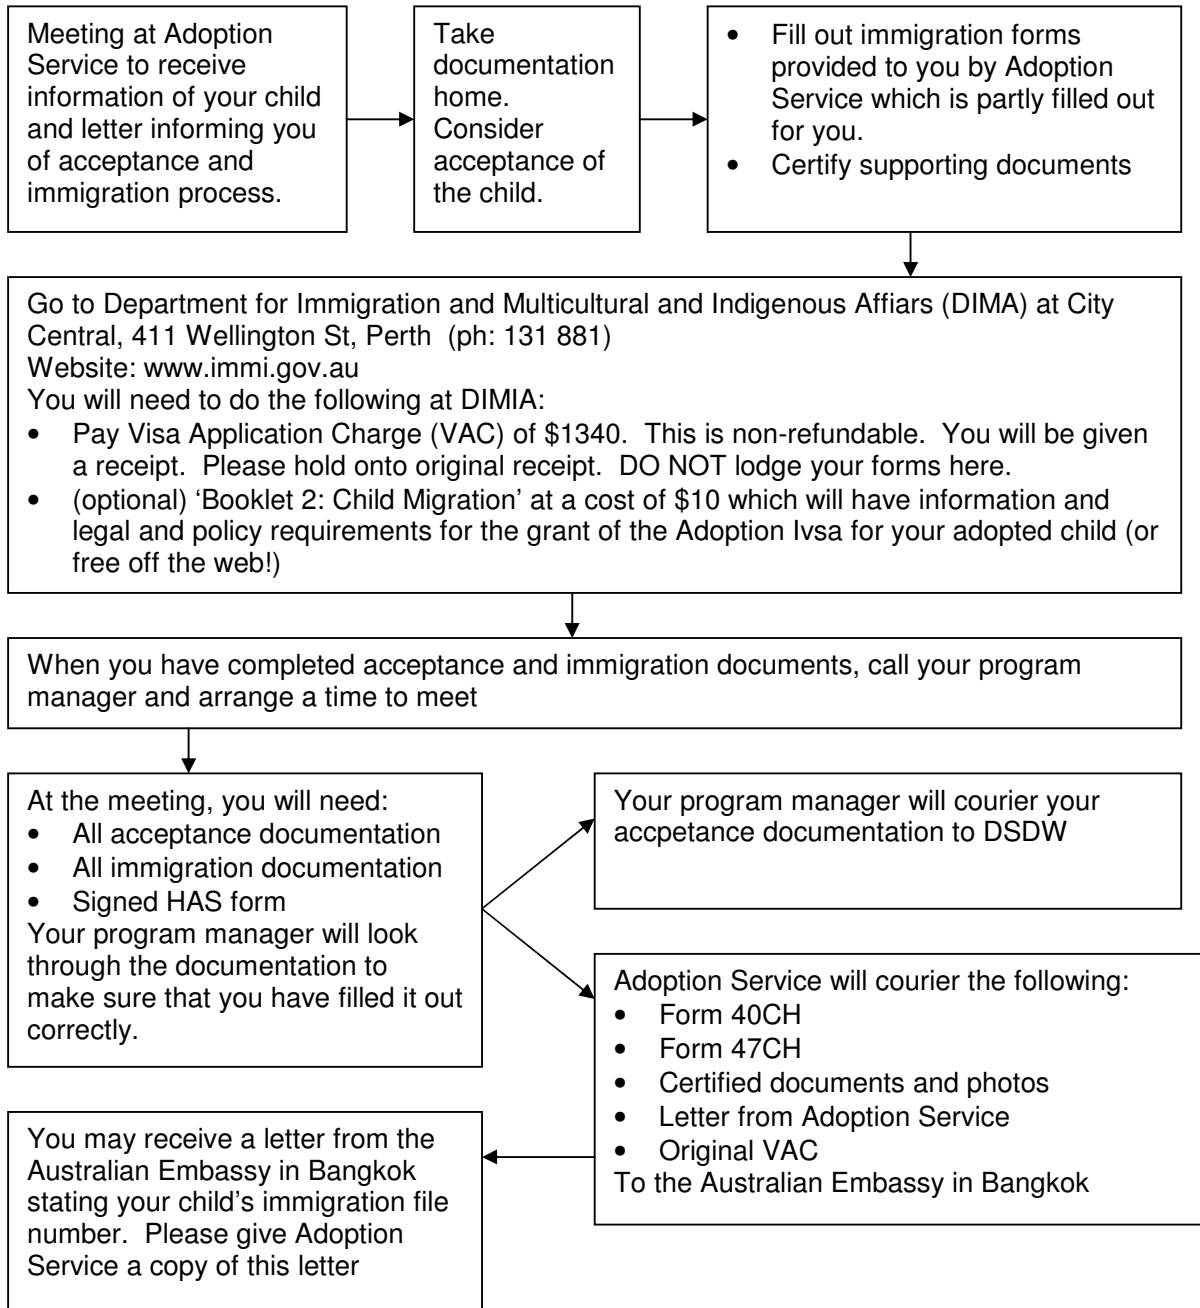 Meeting at Adoption
Service to receive
information of your child
and letter informing you
of acceptance and
immigration process.
Take
documentation
home.
Consider
acceptance of
the child.
• Fill out immigration forms
provided to you by Adoption
Service which is partly filled out
for you.
• Certify supporting documents
Go to Department for Immigration and Multicultural and Indigenous Affiars (DIMA) at City
Central, 411 Wellington St, Perth (ph: 131 881)
Website: www.immi.gov.au
You will need to do the following at DIMIA:
• Pay Visa Application Charge (VAC) of $1340. This is non-refundable. You will be given
a receipt. Please hold onto original receipt. DO NOT lodge your forms here.
• (optional) ‘Booklet 2: Child Migration’ at a cost of $10 which will have information and
legal and policy requirements for the grant of the Adoption Ivsa for your adopted child (or
free off the web!)
When you have completed acceptance and immigration documents, call your program
manager and arrange a time to meet
At the meeting, you will need:
• All acceptance documentation
• All immigration documentation
• Signed HAS form
Your program manager will look
through the documentation to
make sure that you have filled it out
correctly.
Your program manager will courier your
accpetance documentation to DSDW
Adoption Service will courier the following:
• Form 40CH
• Form 47CH
• Certified documents and photos
• Letter from Adoption Service
• Original VAC
To the Australian Embassy in Bangkok
You may receive a letter from the
Australian Embassy in Bangkok
stating your child’s immigration file
number. Please give Adoption
Service a copy of this letter